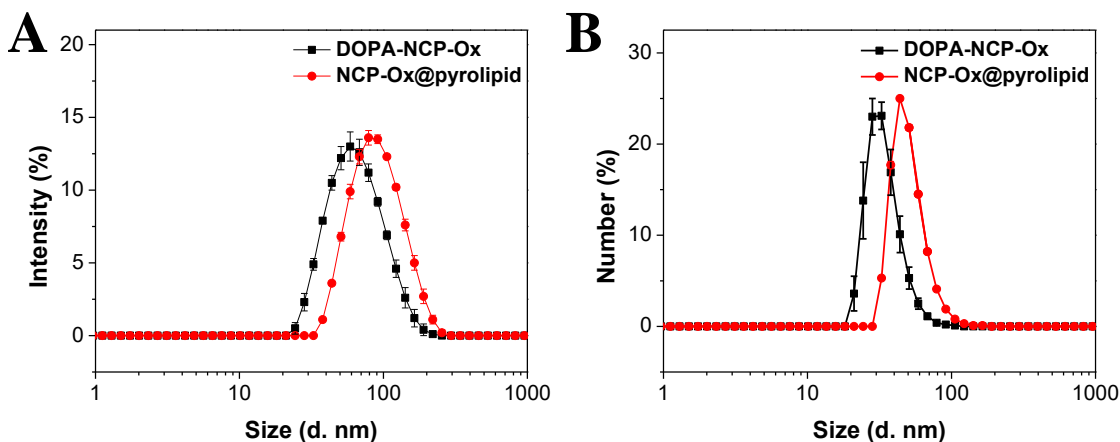 A
20
15
10
5
0
Intensity (%)
DOPA-NCP-Ox
NCP-Ox@pyrolipid
1
10
100
1000
Size (d. nm)
B
30
20
10
0
Number (%)
DOPA-NCP-Ox
NCP-Ox@pyrolipid
1
10
100
1000
Size (d. nm)